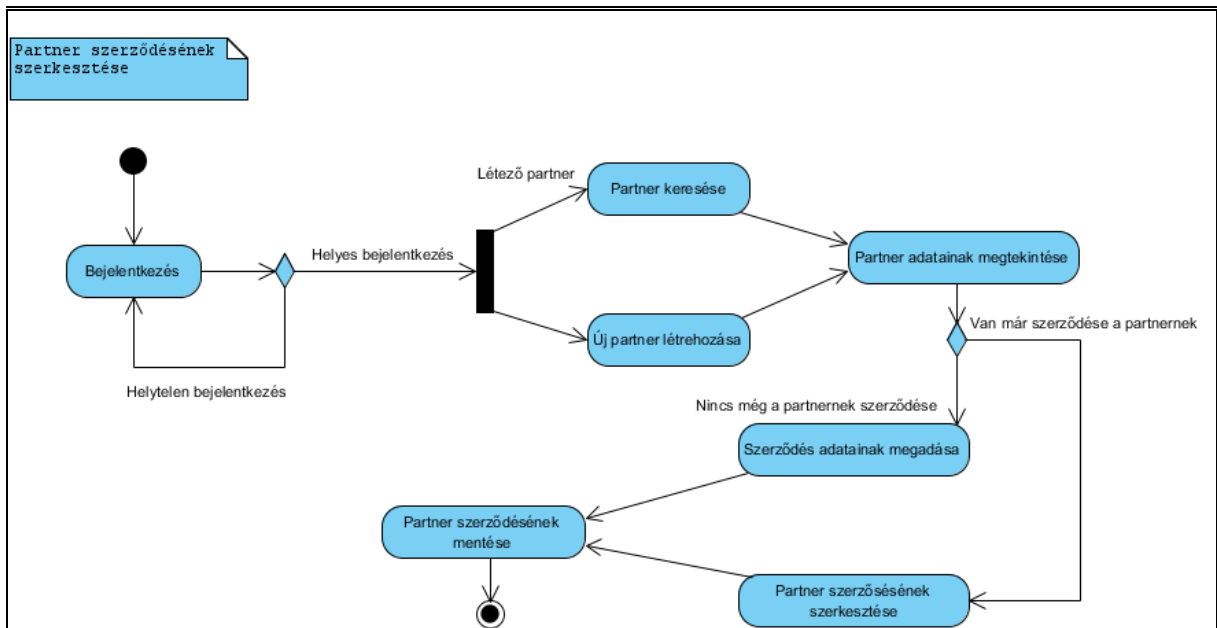 Partner szerződésének
szerkesztése
Létező partner
Partner keresése
Helyes bejelentkezés
Bejelentkezés
Partner adatainak megtekintése
Új partner létrehozása
Van már szerződése a partnernek
Helytelen bejelentkezés
Nincs még a partnernek szerződése
Szerződés adatainak megadása
Partner szerződésének
mentése
Partner szerzősésének
szerkesztése